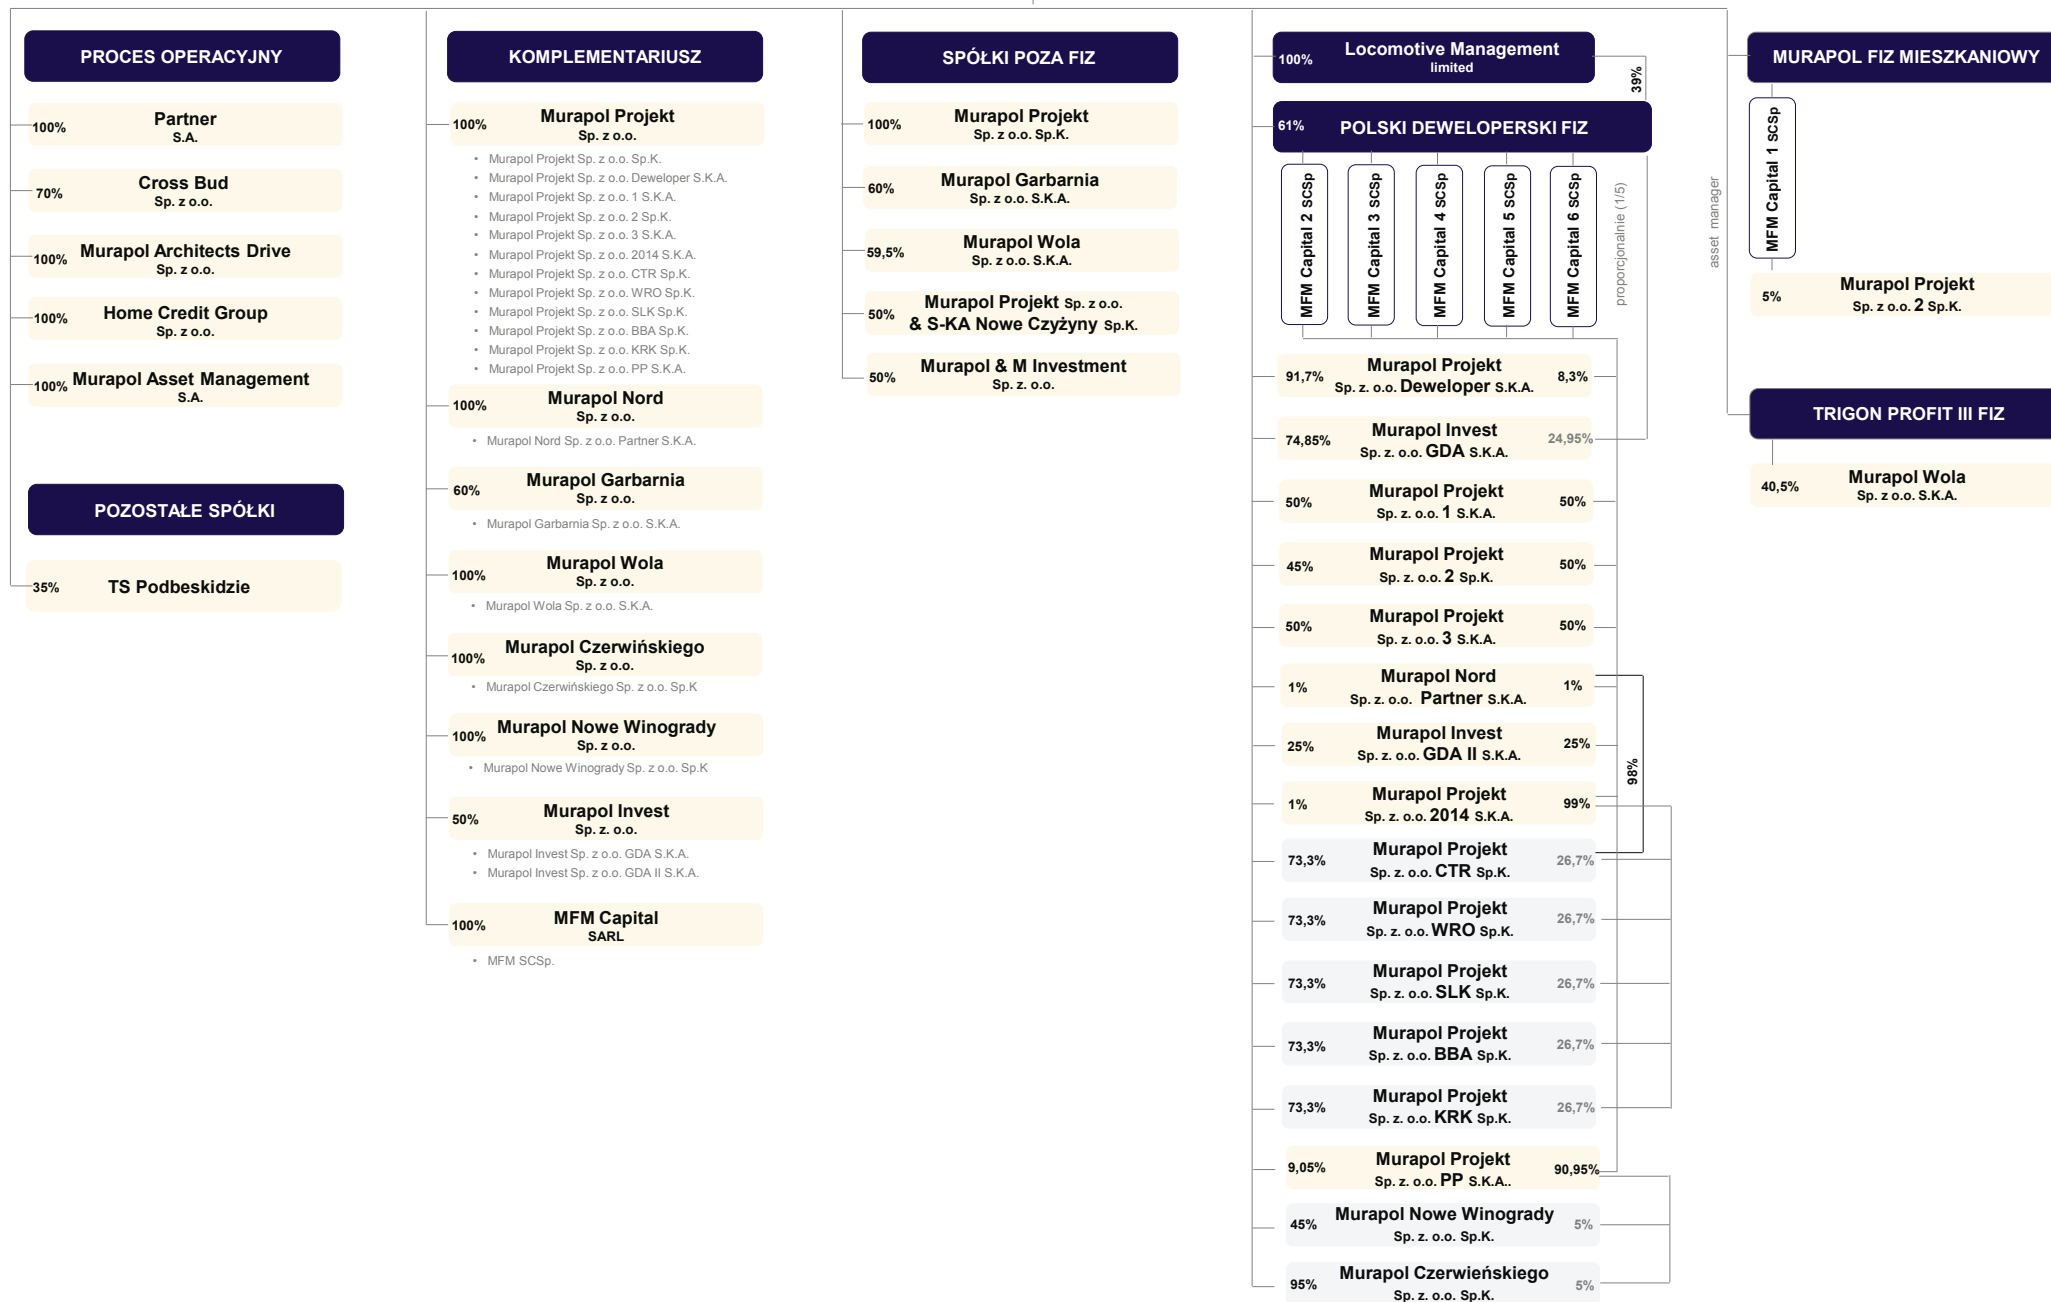 PROCES OPERACYJNY
100%
Partner
S.A.
70%
Cross Bud
Sp. z o.o.
100%
Murapol Architects Drive
Sp. z o.o.
100%
Home Credit Group
Sp. z o.o.
100%
Murapol Asset Management
S.A.
POZOSTAŁE SPÓŁKI
35%
TS Podbeskidzie
KOMPLEMENTARIUSZ
100%
Murapol Projekt
Sp. z o.o.
• Murapol Projekt Sp. z o.o. Sp.K.
• Murapol Projekt Sp. z o.o. Deweloper S.K.A.
• Murapol Projekt Sp. z o.o. 1 S.K.A.
• Murapol Projekt Sp. z o.o. 2 Sp.K.
• Murapol Projekt Sp. z o.o. 3 S.K.A.
• Murapol Projekt Sp. z o.o. 2014 S.K.A.
• Murapol Projekt Sp. z o.o. CTR Sp.K.
• Murapol Projekt Sp. z o.o. WRO Sp.K.
• Murapol Projekt Sp. z o.o. SLK Sp.K.
• Murapol Projekt Sp. z o.o. BBA Sp.K.
• Murapol Projekt Sp. z o.o. KRK Sp.K.
• Murapol Projekt Sp. z o.o. PP S.K.A.
100%
Murapol Nord
Sp. z o.o.
• Murapol Nord Sp. z o.o. Partner S.K.A.
60%
Murapol Garbarnia
Sp. z o.o.
• Murapol Garbarnia Sp. z o.o. S.K.A.
100%
Murapol Wola
Sp. z o.o.
• Murapol Wola Sp. z o.o. S.K.A.
100%
Murapol Czerwińskiego
Sp. z o.o.
• Murapol Czerwińskiego Sp. z o.o. Sp.K
100%
Murapol Nowe Winogrady
Sp. z o.o.
• Murapol Nowe Winogrady Sp. z o.o. Sp.K
50%
Murapol Invest
Sp. z. o.o.
• Murapol Invest Sp. z o.o. GDA S.K.A.
• Murapol Invest Sp. z o.o. GDA II S.K.A.
100%
MFM Capital
SARL
• MFM SCSp.
SPÓŁKI POZA FIZ
100%
Murapol Projekt
Sp. z o.o. Sp.K.
60%
Murapol Garbarnia
Sp. z o.o. S.K.A.
59,5%
Murapol Wola
Sp. z o.o. S.K.A.
50%
Murapol Projekt Sp. z o.o.
& S-KA Nowe Czyżyny Sp.K.
50%
Murapol & M Investment
Sp. z. o.o.
100%
Locomotive Management
limited
39%
61%
POLSKI DEWELOPERSKI FIZ
MFM Capital 2 SCSp
MFM Capital 3 SCSp
MFM Capital 4 SCSp
MFM Capital 5 SCSp
MFM Capital 6 SCSp
proporcjonalnie (1/5)
91,7%
Murapol Projekt
Sp. z. o.o. Deweloper S.K.A.
8,3%
74,85%
Murapol Invest
Sp. z. o.o. GDA S.K.A.
24,95%
50%
Murapol Projekt
Sp. z. o.o. 1 S.K.A.
50%
45%
Murapol Projekt
Sp. z. o.o. 2 Sp.K.
50%
50%
Murapol Projekt
Sp. z. o.o. 3 S.K.A.
50%
1%
Murapol Nord
Sp. z. o.o. Partner S.K.A.
1%
25%
Murapol Invest
Sp. z. o.o. GDA II S.K.A.
25%
98%
1%
Murapol Projekt
Sp. z. o.o. 2014 S.K.A.
99%
73,3%
Murapol Projekt
Sp. z. o.o. CTR Sp.K.
26,7%
73,3%
Murapol Projekt
Sp. z. o.o. WRO Sp.K.
26,7%
73,3%
Murapol Projekt
Sp. z. o.o. SLK Sp.K.
26,7%
73,3%
Murapol Projekt
Sp. z. o.o. BBA Sp.K.
26,7%
73,3%
Murapol Projekt
Sp. z. o.o. KRK Sp.K.
26,7%
9,05%
Murapol Projekt
Sp. z. o.o. PP S.K.A..
90,95%
45%
Murapol Nowe Winogrady
Sp. z. o.o. Sp.K.
5%
95%
Murapol Czerwieńskiego
Sp. z. o.o. Sp.K.
5%
asset manager
MURAPOL FIZ MIESZKANIOWY
MFM Capital 1 SCSp
5%
Murapol Projekt
Sp. z o.o. 2 Sp.K.
TRIGON PROFIT III FIZ
40,5%
Murapol Wola
Sp. z o.o. S.K.A.